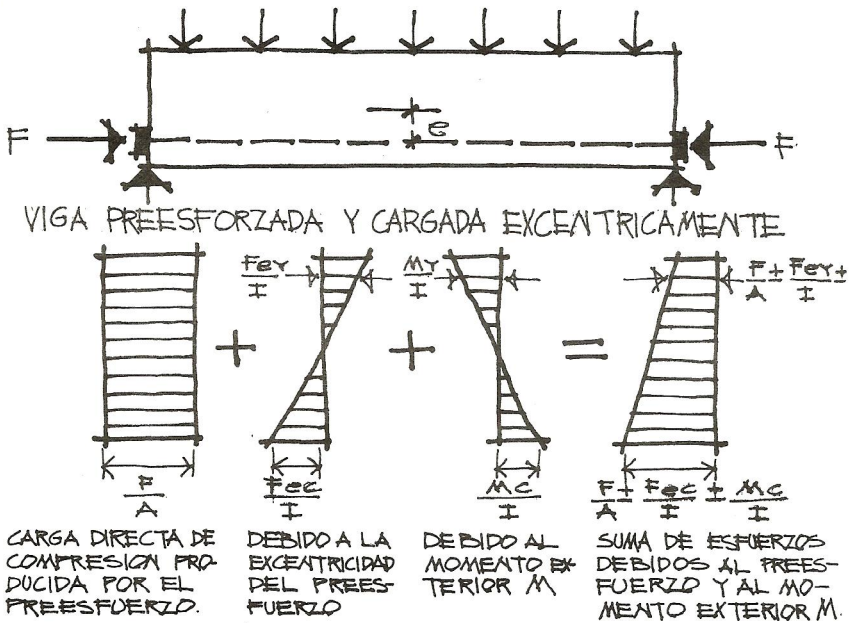 e
F
F
VIGA PREESFORZADA Y CARGADA EXCENTRICAMENTE
Fey
I
My
I
F + Fey +
A I
+
+
=
F
A
Fec
I
Mc
I
F + Fec + Mc
A I I
CARGA DIRECTA DE
COMPRESION PRO-
DUCIDA POR EL
PREESFUERZO.
DEBIDO A LA
EXCENTRICIDAD
DEL PREES-
FUERZO
DEBIDO AL
MOMENTO EX-
TERIOR M
SUMA DE ESFUERZOS
DEBIDOS AL PREES-
FUERZO Y AL MO-
MENTO EXTERIOR M.